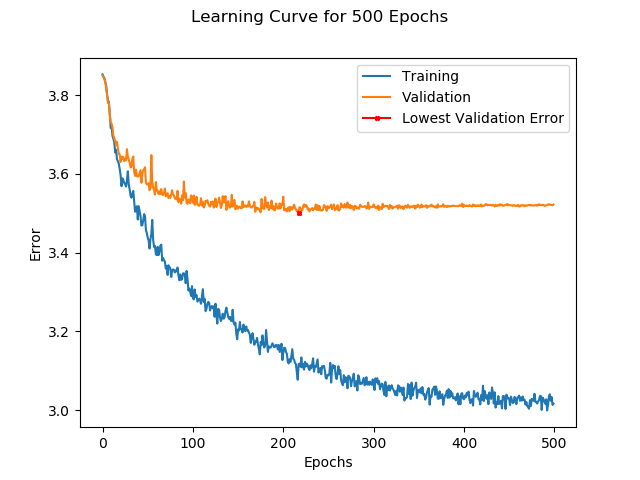 Learning Curve for 500 Epochs
Training
Validation
Lowest Validation Error
3.8
3.6
3.4
3.2
3.0
Error
0 100 200 300 400 500
Epochs